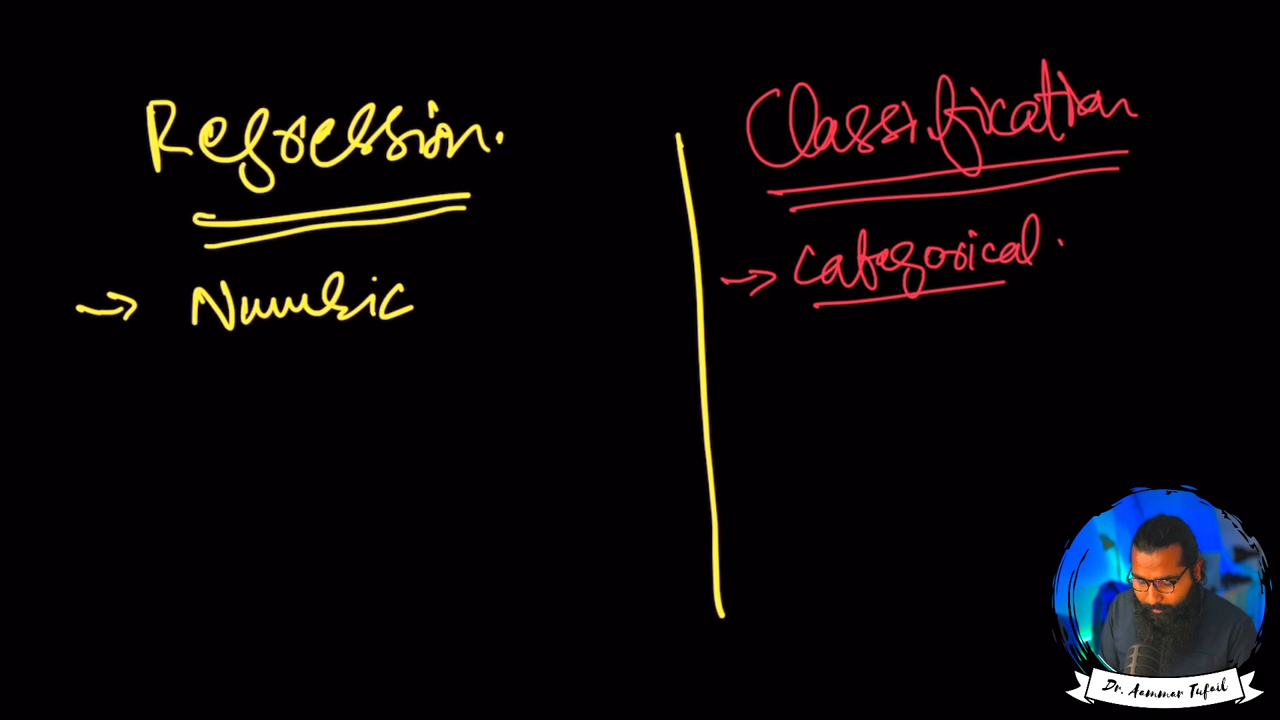 Regression.
→ Numeric
Classification
→ Categorical.
Dr. Aammar Tufail